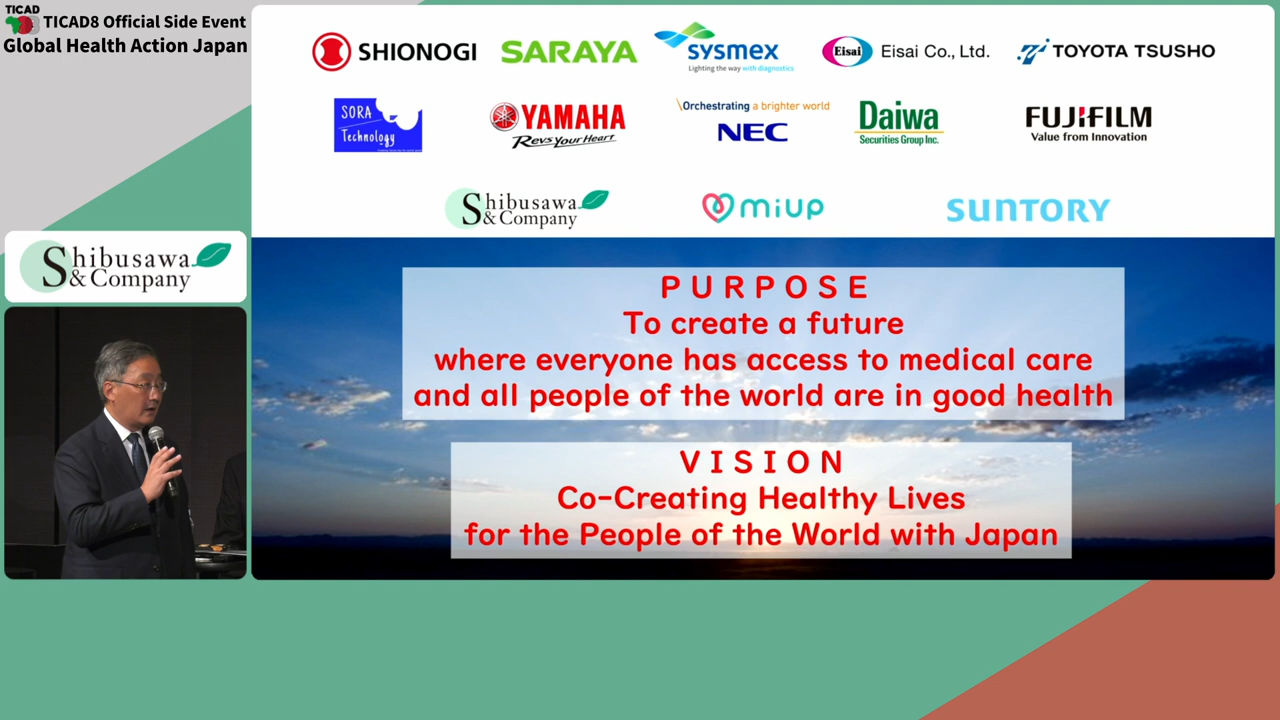 TICAD
TICAD8 Official Side Event
Global Health Action Japan
SHIONOGI
SARAYA
sysmex
Lighting the way with diagnostics
Eisai
Eisai Co., Ltd.
TOYOTA TSUSHO
SORA
Technology
YAMAHA
Revs Your Heart
\Orchestrating a brighter world
NEC
Daiwa
Securities Group Inc.
FUJIFILM
Value from Innovation
Shibusawa
& Company
miup
SUNTORY
Shibusawa
& Company
PURPOSE
To create a future
where everyone has access to medical care
and all people of the world are in good health
VISION
Co-Creating Healthy Lives
for the People of the World with Japan